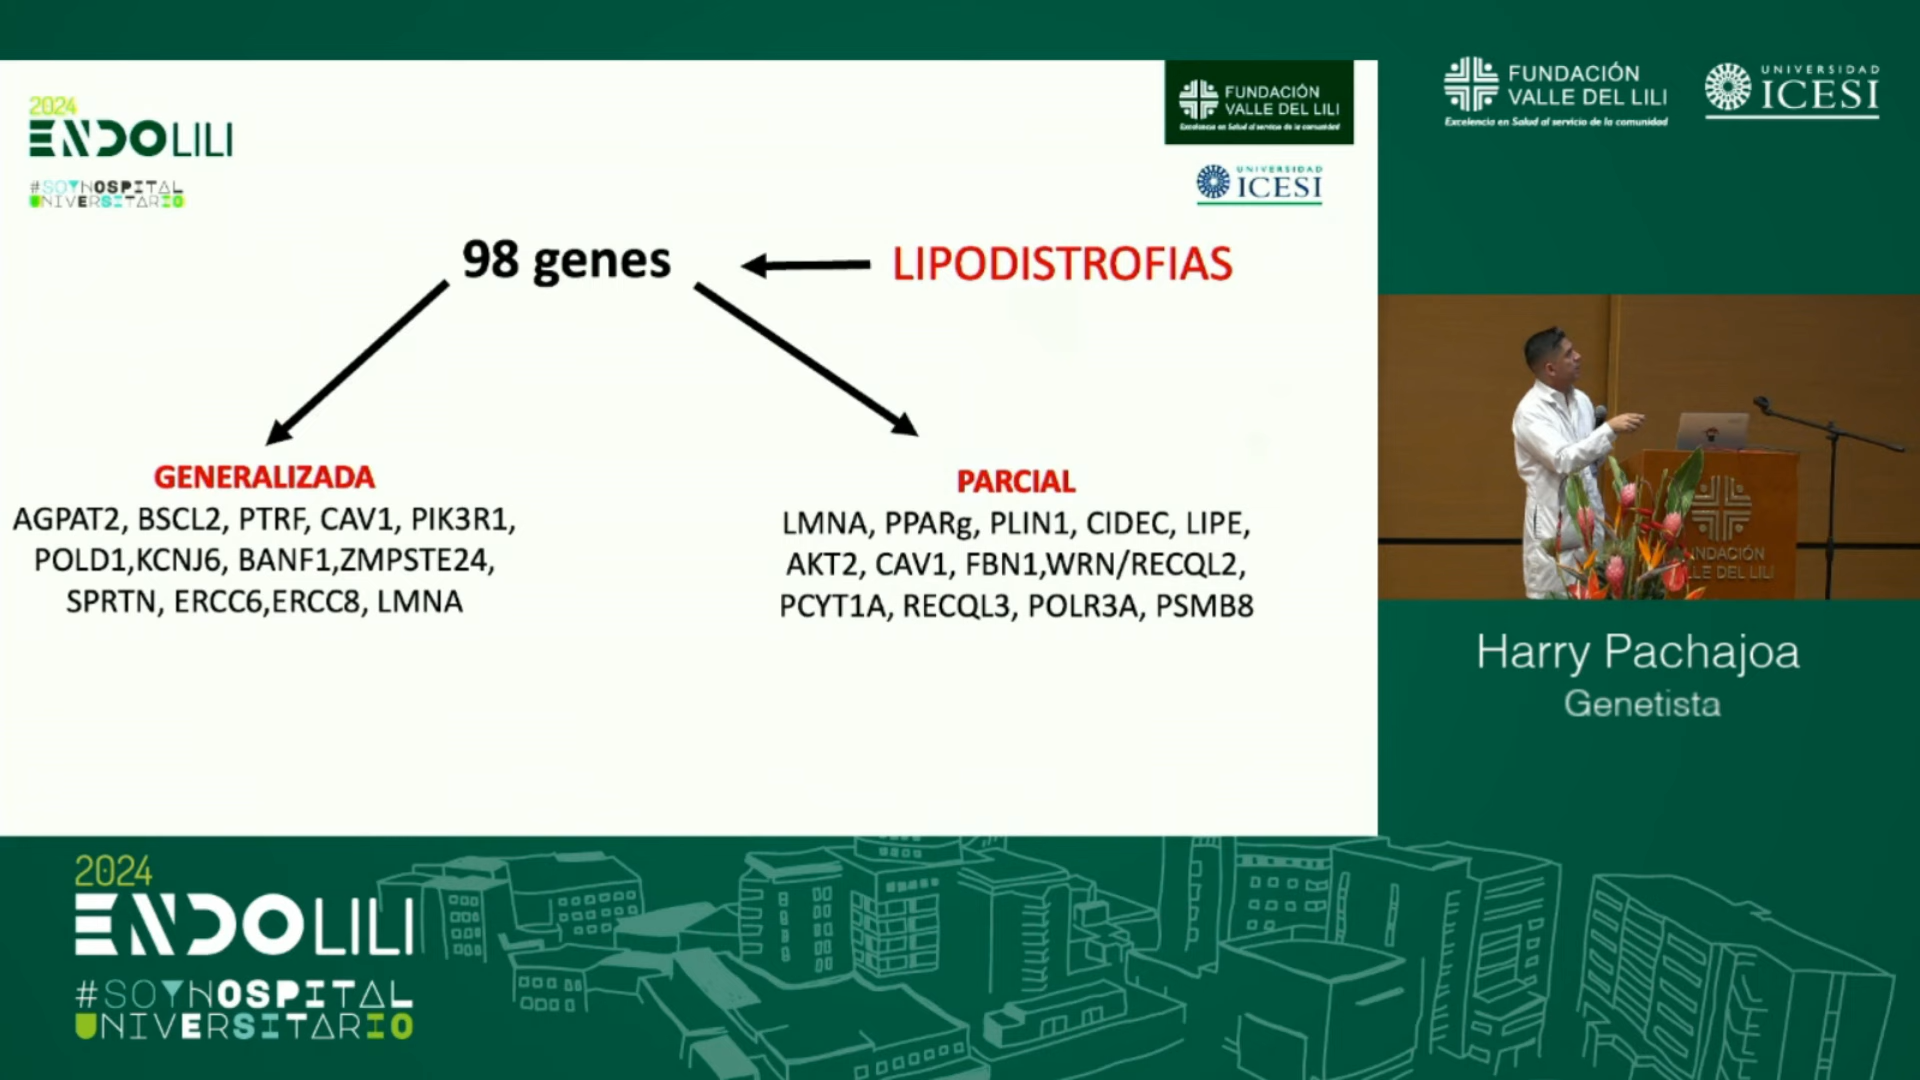 2024
ENDOLILI
#SOYHOSPITAL
UNIVERSITARIO
FUNDACIÓN
VALLE DEL LILI
Excelencia en Salud al servicio de la comunidad
UNIVERSIDAD
ICESI
98 genes
LIPODISTROFIAS
GENERALIZADA
AGPAT2, BSCL2, PTRF, CAV1, PIK3R1,
POLD1,KCNJ6, BANF1,ZMPSTE24,
SPRTN, ERCC6,ERCC8, LMNA
PARCIAL
LMNA, PPARg, PLIN1, CIDEC, LIPE,
AKT2, CAV1, FBN1,WRN/RECQL2,
PCYT1A, RECQL3, POLR3A, PSMB8
FUNDACIÓN
VALLE DEL LILI
Excelencia en Salud al servicio de la comunidad
UNIVERSIDAD
ICESI
DEL LILI
Harry Pachajoa
Genetista
2024
ENDOLILI
#SOYHOSPITAL
UNIVERSITARIO